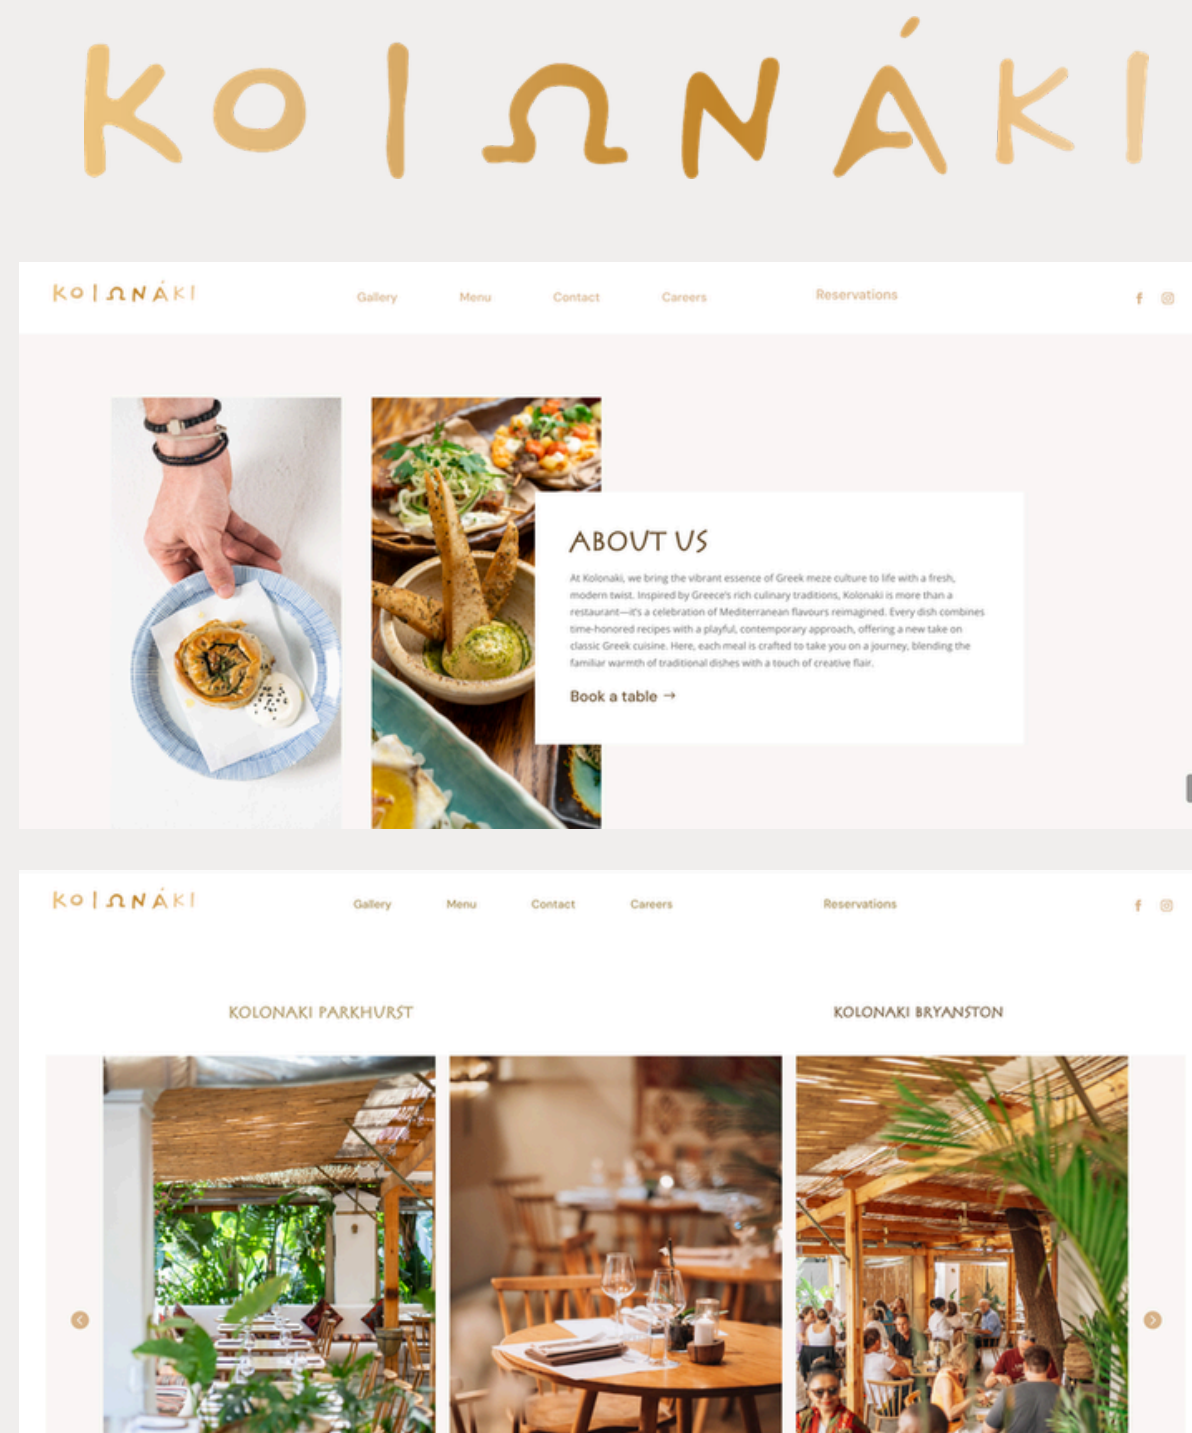 KOIΩNÁKI
KOIΩNÁKI Gallery Menu Contact Careers Reservations
ABOUT US
At Kolonaki, we bring the vibrant essence of Greek meze culture to life with a fresh,
modern twist. Inspired by Greece's rich culinary traditions, Kolonaki is more than a
restaurant—it's a celebration of Mediterranean flavours reimagined. Every dish combines
time-honored recipes with a playful, contemporary approach, offering a new take on
classic Greek cuisine. Here, each meal is crafted to take you on a journey, blending the
familiar warmth of traditional dishes with a touch of creative flair.
Book a table →
KOIΩNÁKI Gallery Menu Contact Careers Reservations
KOLONAKI PARKHURST KOLONAKI BRYANSTON